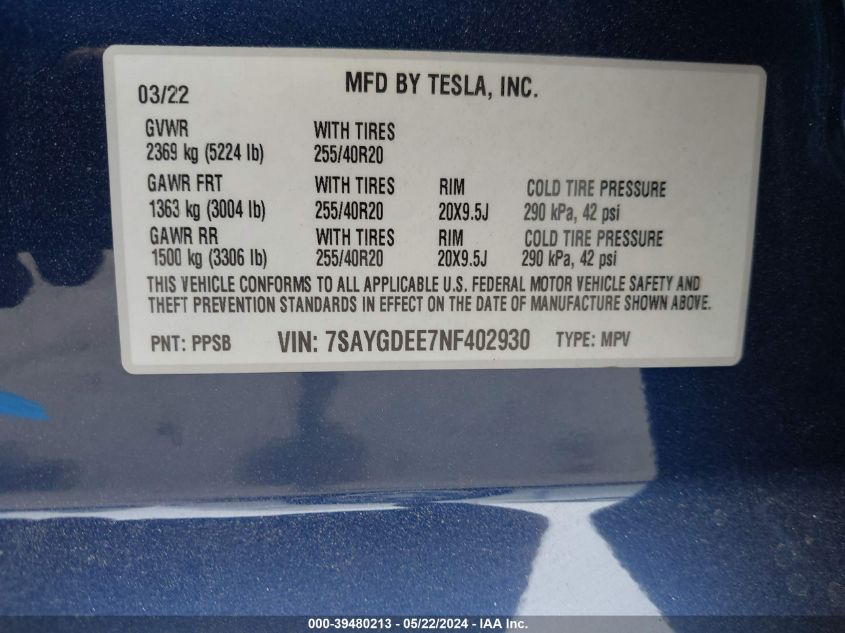 MFD BY TESLA, INC.
03/22
GVWR WITH TIRES
2369 kg (5224 lb) 255/40R20
GAWR FRT WITH TIRES RIM COLD TIRE PRESSURE
1363 kg (3004 lb) 255/40R20 20X9.5J 290 kPa, 42 psi
GAWR RR WITH TIRES RIM COLD TIRE PRESSURE
1500 kg (3306 lb) 255/40R20 20X9.5J 290 kPa, 42 psi
THIS VEHICLE CONFORMS TO ALL APPLICABLE U.S. FEDERAL MOTOR VEHICLE SAFETY AND
THEFT PREVENTION STANDARDS IN EFFECT ON THE DATE OF MANUFACTURE SHOWN ABOVE.
PNT: PPSB VIN: 7SAYGDEE7NF402930 TYPE: MPV
000-39480213 - 05/22/2024 - IAA Inc.